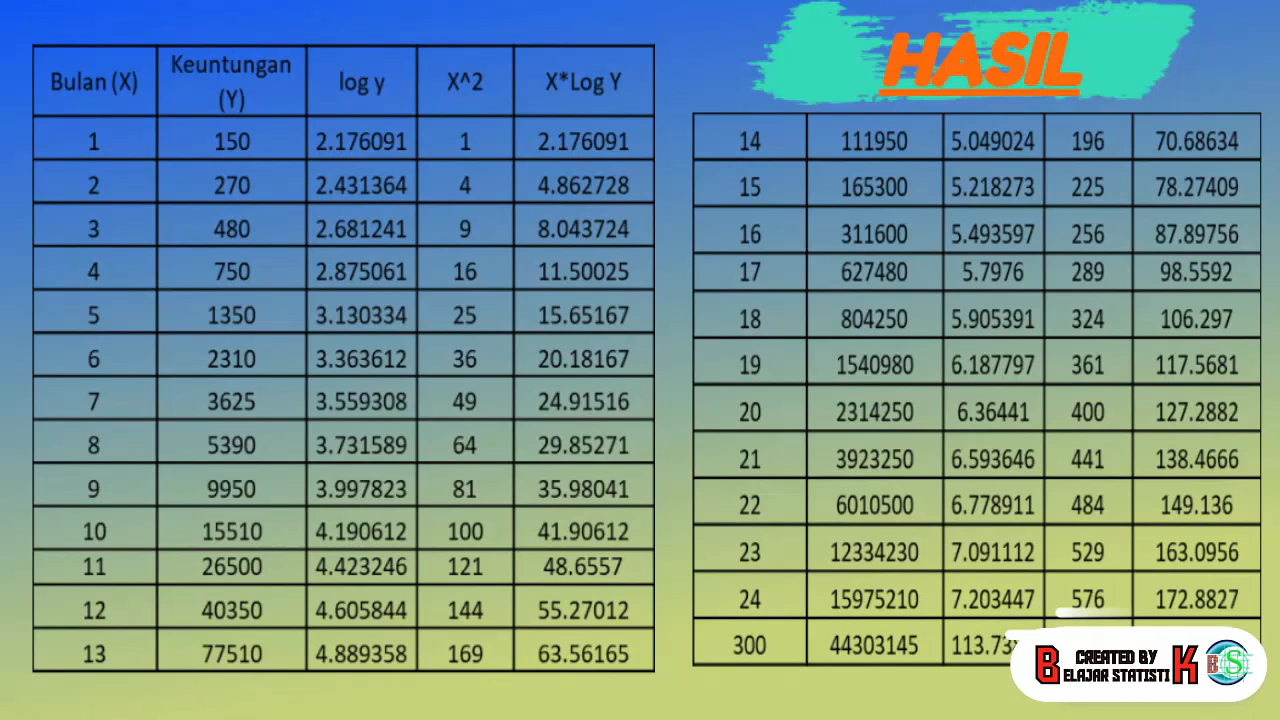 HASIL
Bulan (X) Keuntungan (Y) log y X^2 X*Log Y
1 150 2.176091 1 2.176091
2 270 2.431364 4 4.862728
3 480 2.681241 9 8.043724
4 750 2.875061 16 11.50025
5 1350 3.130334 25 15.65167
6 2310 3.363612 36 20.18167
7 3625 3.559308 49 24.91516
8 5390 3.731589 64 29.85271
9 9950 3.997823 81 35.98041
10 15510 4.190612 100 41.90612
11 26500 4.423246 121 48.6557
12 40350 4.605844 144 55.27012
13 77510 4.889358 169 63.56165
14 111950 5.049024 196 70.68634
15 165300 5.218273 225 78.27409
16 311600 5.493597 256 87.89756
17 627480 5.7976 289 98.5592
18 804250 5.905391 324 106.297
19 1540980 6.187797 361 117.5681
20 2314250 6.36441 400 127.2882
21 3923250 6.593646 441 138.4666
22 6010500 6.778911 484 149.136
23 12334230 7.091112 529 163.0956
24 15975210 7.203447 576 172.8827
300 44303145
CREATED BY
BELAJAR STATISTIK
BS